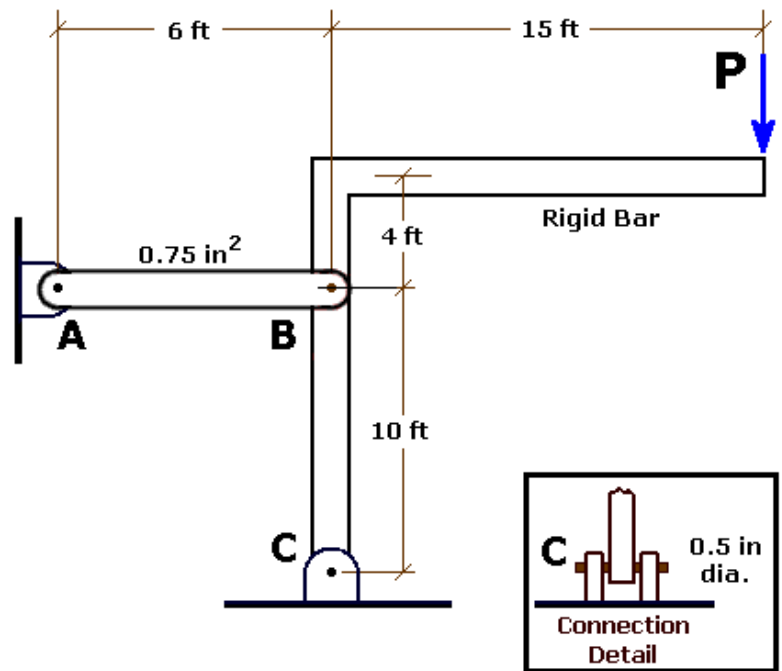 6 ft
15 ft
P
Rigid Bar
4 ft
0.75 in²
A
B
10 ft
C
C
0.5 in
dia.
Connection
Detail